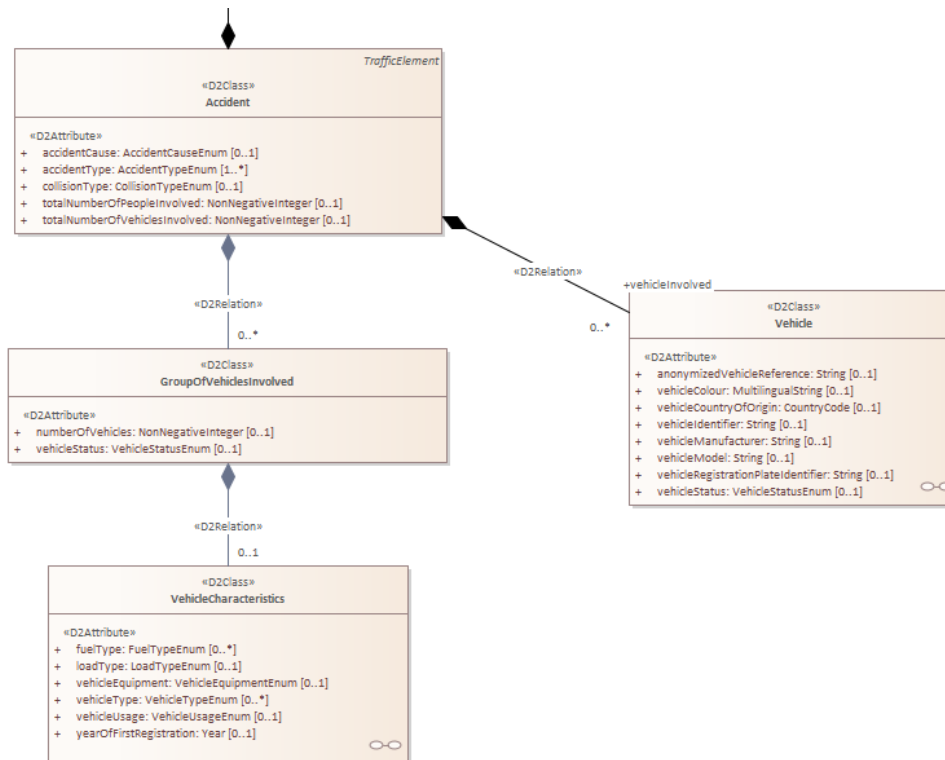 TrafficElement
«D2Class»
Accident
«D2Attribute»
+ accidentCause: AccidentCauseEnum [0..1]
+ accidentType: AccidentTypeEnum [1..*]
+ collisionType: CollisionTypeEnum [0..1]
+ totalNumberOfPeopleInvolved: NonNegativeInteger [0..1]
+ totalNumberOfVehiclesInvolved: NonNegativeInteger [0..1]
«D2Relation»
+vehicleInvolved
0..*
«D2Relation»
0..*
«D2Class»
Vehicle
«D2Attribute»
+ anonymizedVehicleReference: String [0..1]
+ vehicleColour: MultilingualString [0..1]
+ vehicleCountryOfOrigin: CountryCode [0..1]
+ vehicleIdentifier: String [0..1]
+ vehicleManufacturer: String [0..1]
+ vehicleModel: String [0..1]
+ vehicleRegistrationPlateIdentifier: String [0..1]
+ vehicleStatus: VehicleStatusEnum [0..1]
«D2Class»
GroupOfVehiclesInvolved
«D2Attribute»
+ numberOfVehicles: NonNegativeInteger [0..1]
+ vehicleStatus: VehicleStatusEnum [0..1]
«D2Relation»
0..1
«D2Class»
VehicleCharacteristics
«D2Attribute»
+ fuelType: FuelTypeEnum [0..*]
+ loadType: LoadTypeEnum [0..1]
+ vehicleEquipment: VehicleEquipmentEnum [0..1]
+ vehicleType: VehicleTypeEnum [0..*]
+ vehicleUsage: VehicleUsageEnum [0..1]
+ yearOfFirstRegistration: Year [0..1]